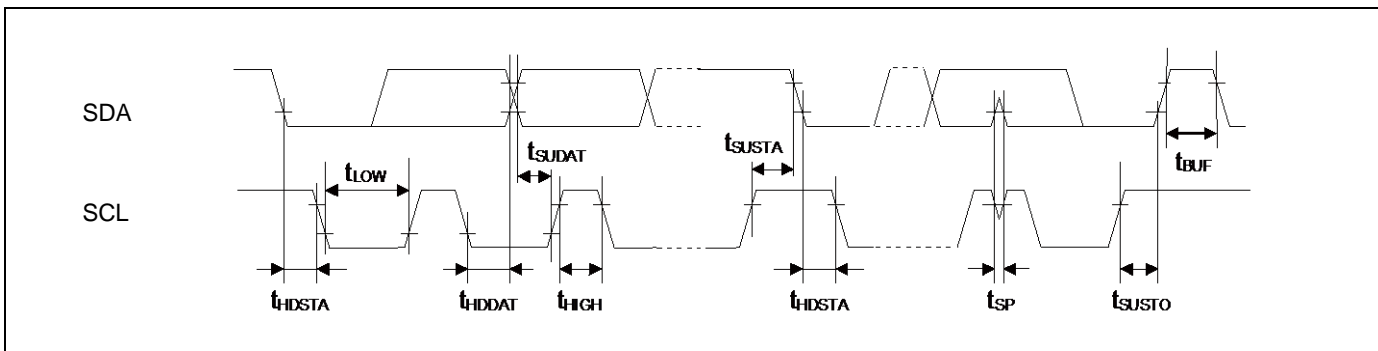 SDA
tSUDAT
tSUSTA
tBUF
tLOW
SCL
tHDSTA
tHDDAT
tHIGH
tHDSTA
tSP
tSUSTO